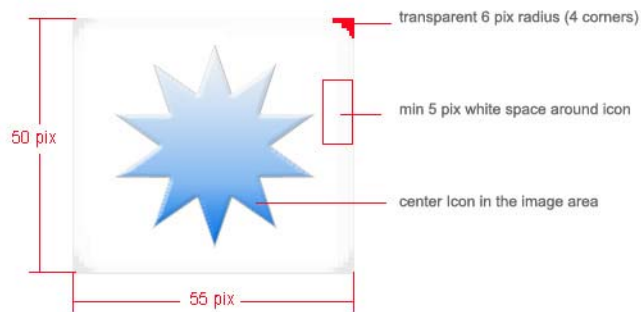 transparent 6 pix radius (4 corners)
min 5 pix white space around icon
50 pix
center Icon in the image area
55 pix